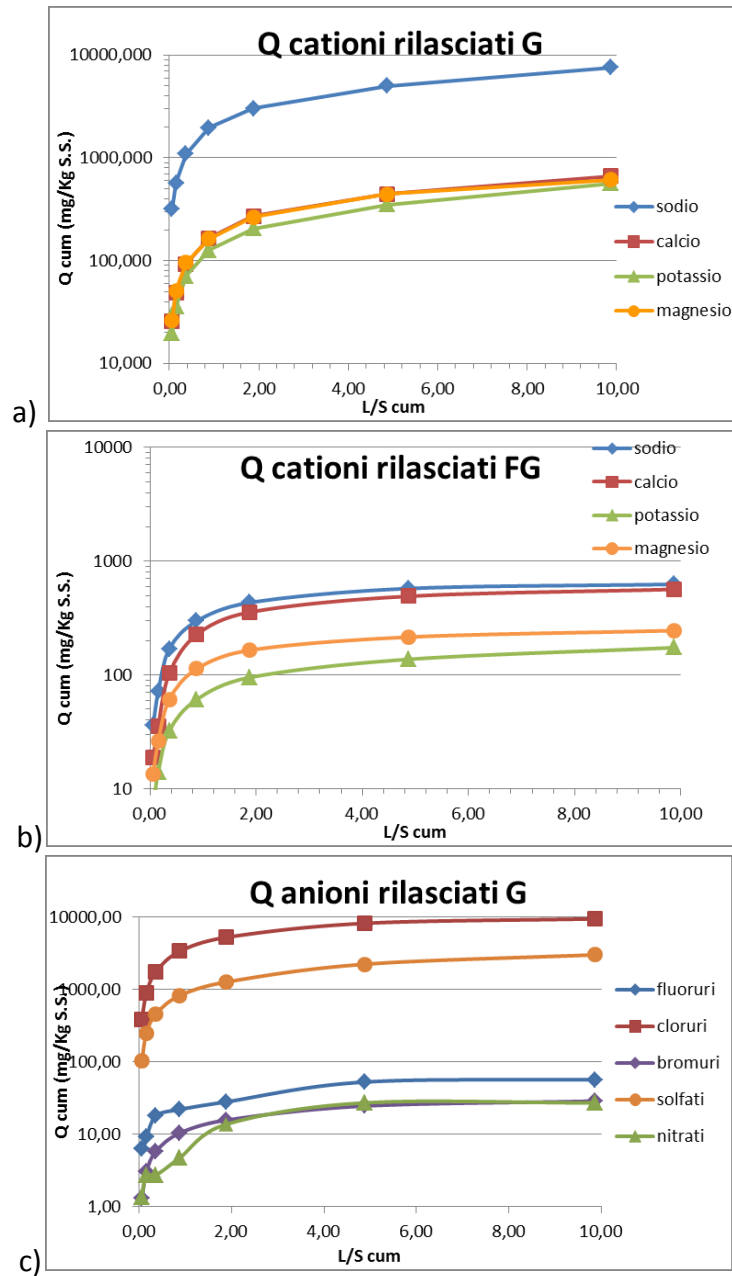 Q cationi rilasciati G
10000,000
1000,000
100,000
10,000
Q cum (mg/Kg s.s.)
0,00 2,00 4,00 6,00 8,00 10,00
L/S cum
sodio
calcio
potassio
magnesio
a)
Q cationi rilasciati FG
10000
1000
100
10
Q cum (mg/Kg S.S.)
0,00 2,00 4,00 6,00 8,00 10,00
L/S cum
sodio
calcio
potassio
magnesio
b)
Q anioni rilasciati G
10000,00
1000,00
100,00
10,00
1,00
Q cum (mg/Kg S.S.)
0,00 2,00 4,00 6,00 8,00 10,00
L/S cum
fluoruri
cloruri
bromuri
solfati
nitrati
c)